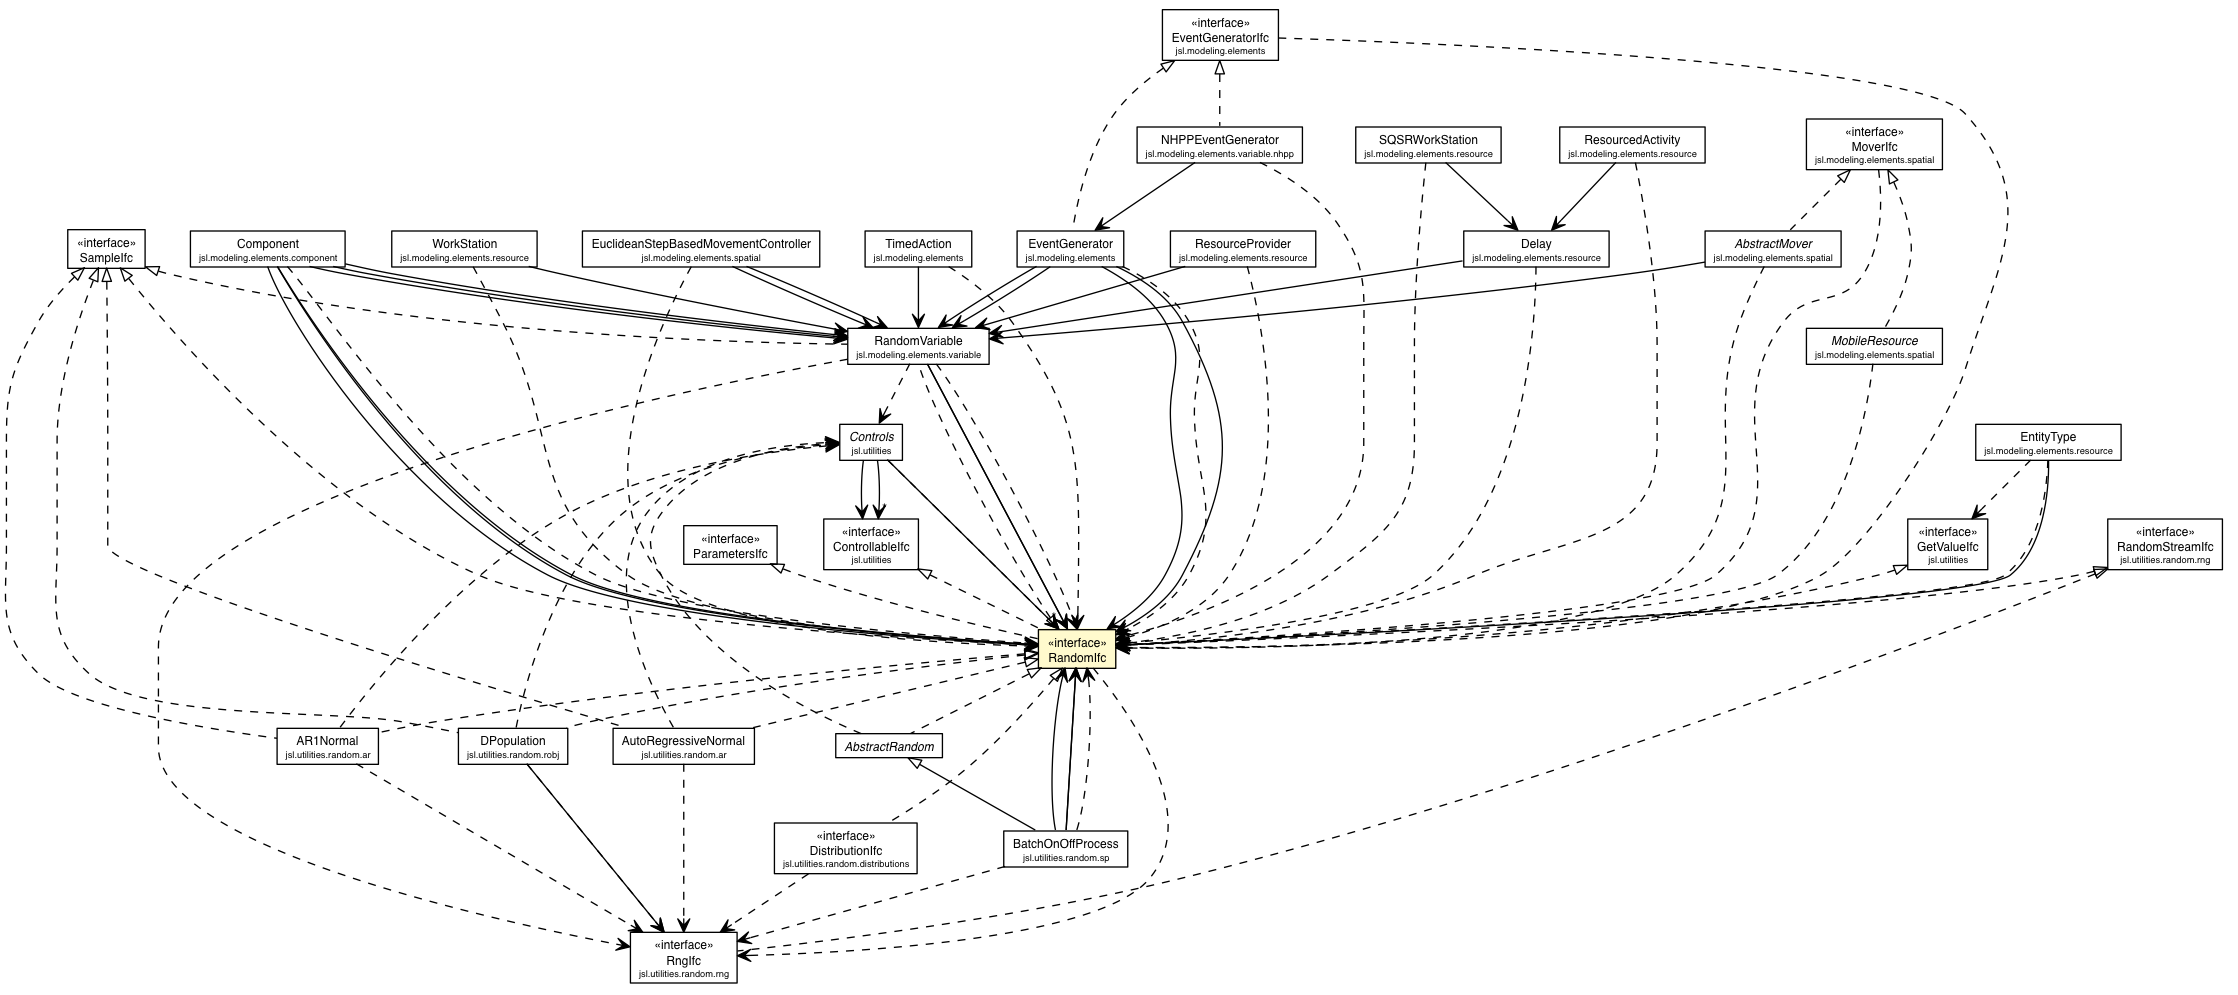 «interface»
EventGeneratorIfc
jsl.modeling.elements
NHPPEventGenerator
jsl.modeling.elements.variable.nhpp
SQSRWorkStation
jsl.modeling.elements.resource
ResourcedActivity
jsl.modeling.elements.resource
«interface»
MoverIfc
jsl.modeling.elements.spatial
«interface»
SampleIfc
Component
jsl.modeling.elements.component
WorkStation
jsl.modeling.elements.resource
EuclideanStepBasedMovementController
jsl.modeling.elements.spatial
TimedAction
jsl.modeling.elements
EventGenerator
jsl.modeling.elements
ResourceProvider
jsl.modeling.elements.resource
Delay
jsl.modeling.elements.resource
AbstractMover
jsl.modeling.elements.spatial
RandomVariable
jsl.modeling.elements.variable
MobileResource
jsl.modeling.elements.spatial
Controls
jsl.utilities
EntityType
jsl.modeling.elements.resource
«interface»
ParametersIfc
«interface»
ControllableIfc
jsl.utilities
«interface»
GetValueIfc
jsl.utilities
«interface»
RandomStreamIfc
jsl.utilities.random.rng
«interface»
RandomIfc
AR1Normal
jsl.utilities.random.ar
DPopulation
jsl.utilities.random.robj
AutoRegressiveNormal
jsl.utilities.random.ar
AbstractRandom
«interface»
DistributionIfc
jsl.utilities.random.distributions
BatchOnOffProcess
jsl.utilities.random.sp
«interface»
RngIfc
jsl.utilities.random.rng